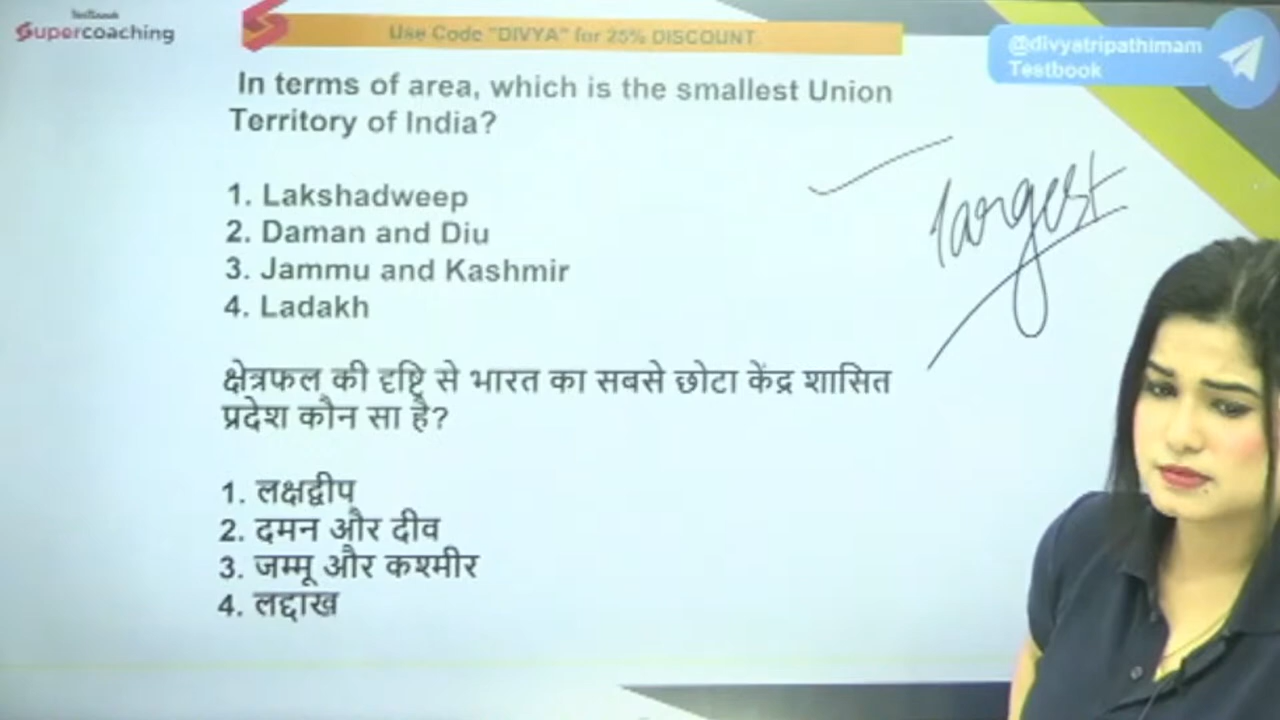 Testbook
Supercoaching
Use Code "DIVYA" for 25% DISCOUNT
@divyatripathimam
Testbook
In terms of area, which is the smallest Union
Territory of India?
largest
1. Lakshadweep
2. Daman and Diu
3. Jammu and Kashmir
4. Ladakh
क्षेत्रफल की दृष्टि से भारत का सबसे छोटा केंद्र शासित
प्रदेश कौन सा है?
1. लक्षद्वीप
2. दमन और दीव
3. जम्मू और कश्मीर
4. लद्दाख